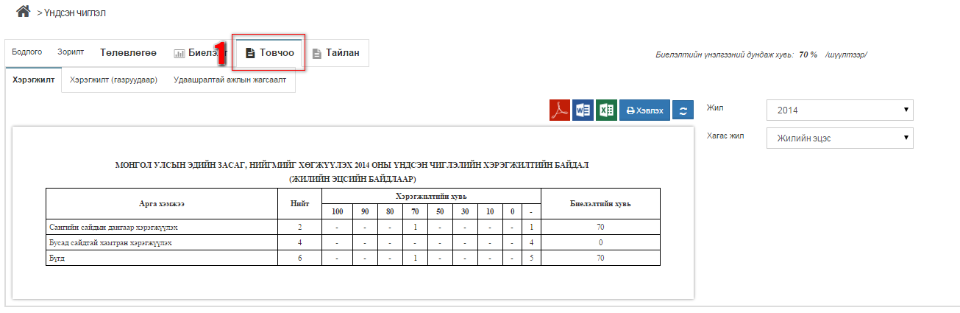 > Үндсэн чиглэл
Бодлого Зорилт Төлөвлөгөө Биелэлт 1 Товчоо Тайлан
Биелэлтийн үнэлгээний дундаж хувь: 70 % /шүүлтээр/
Хэрэгжилт Хэрэгжилт (газруудаар) Удаашралтай ажлын жагсаалт
Хэвлэх
Жил 2014
Хагас жил Жилийн эцэс
МОНГОЛ УЛСЫН ЭДИЙН ЗАСАГ, НИЙГМИЙГ ХӨГЖҮҮЛЭХ 2014 ОНЫ ҮНДСЭН ЧИГЛЭЛИЙН ХЭРЭГЖИЛТИЙН БАЙДАЛ
(ЖИЛИЙН ЭЦСИЙН БАЙДЛААР)
Арга хэмжээ Нийт Хэрэгжилтийн хувь Биелэлтийн хувь
100 90 80 70 50 30 10 0 -
Сангийн сайдын дангаар хэрэгжүүлэх 2 - - - 1 - - - - 1 70
Бусад сайдтай хамтран хэрэгжүүлэх 4 - - - - - - - - 4 0
Бүгд 6 - - - 1 - - - - 5 70